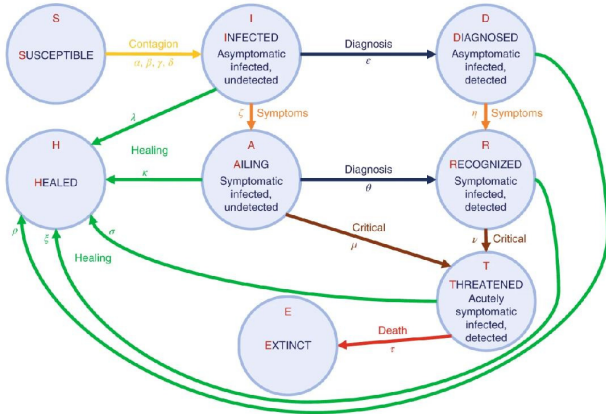 S
SUSCEPTIBLE
Contagion
α, β, γ, δ
I
INFECTED
Asymptomatic
infected,
undetected
Diagnosis
ε
D
DIAGNOSED
Asymptomatic
infected,
detected
λ
ζ Symptoms
η Symptoms
H
HEALED
Healing
κ
A
AILING
Symptomatic
infected,
undetected
Diagnosis
θ
R
RECOGNIZED
Symptomatic
infected,
detected
ρ
ξ
Healing
σ
Critical
μ
ν Critical
T
THREATENED
Acutely
symptomatic
infected,
detected
E
EXTINCT
Death
τ